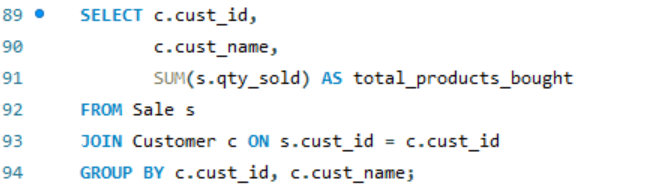 89 SELECT c.cust_id,
90 c.cust_name,
91 SUM(s.qty_sold) AS total_products_bought
92 FROM Sale s
93 JOIN Customer c ON s.cust_id = c.cust_id
94 GROUP BY c.cust_id, c.cust_name;